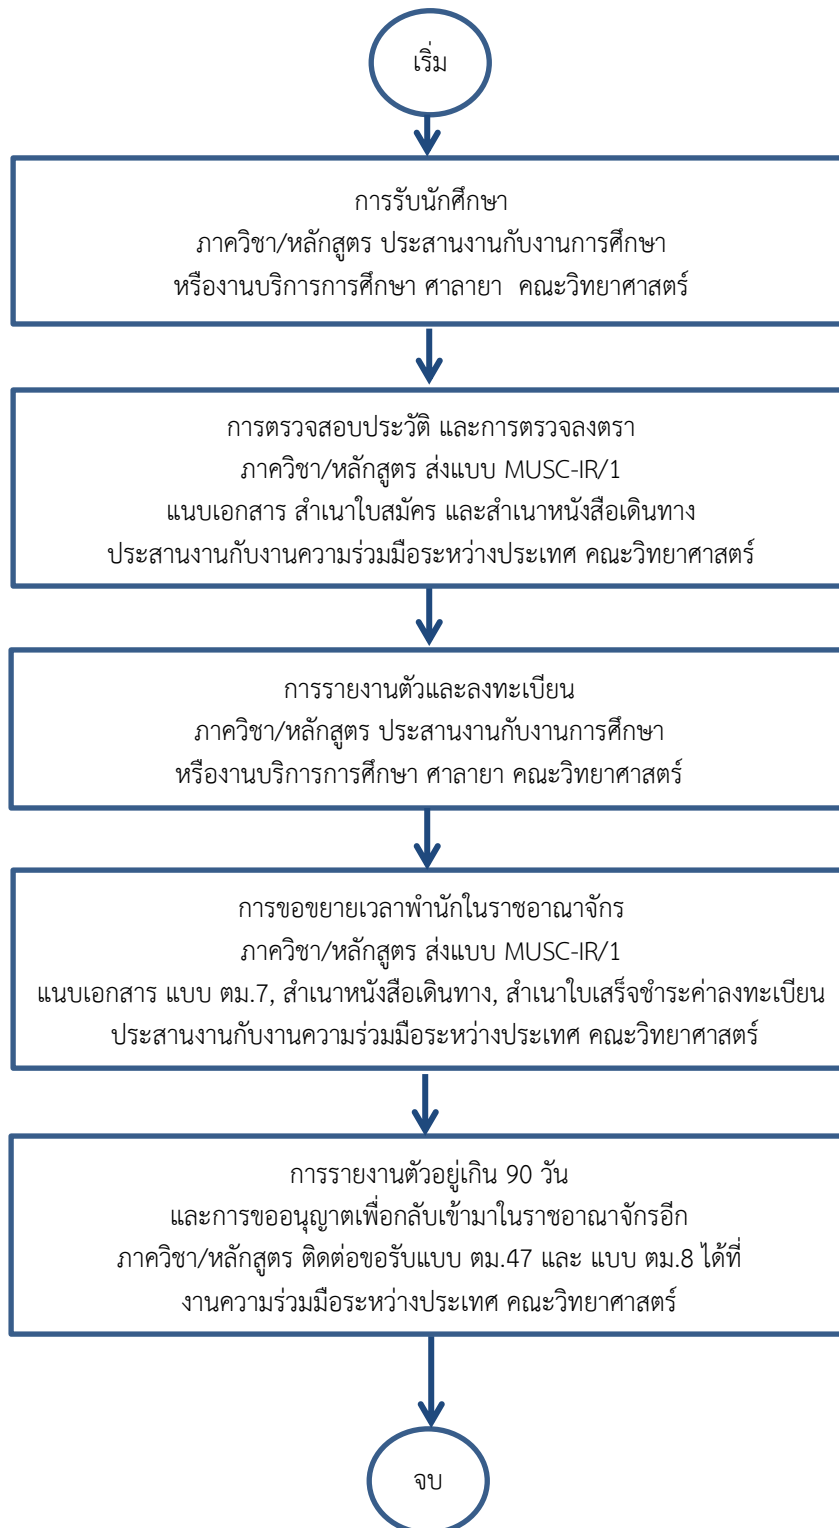 เริ่ม
การรับนักศึกษา
ภาควิชา/หลักสูตร ประสานงานกับงานการศึกษา
หรืองานบริการการศึกษา ศาลายา คณะวิทยาศาสตร์
การตรวจสอบประวัติ และการตรวจลงตรา
ภาควิชา/หลักสูตร ส่งแบบ MUSC-IR/1
แนบเอกสาร สำเนาใบสมัคร และสำเนาหนังสือเดินทาง
ประสานงานกับงานความร่วมมือระหว่างประเทศ คณะวิทยาศาสตร์
การรายงานตัวและลงทะเบียน
ภาควิชา/หลักสูตร ประสานงานกับงานการศึกษา
หรืองานบริการการศึกษา ศาลายา คณะวิทยาศาสตร์
การขอขยายเวลาพำนักในราชอาณาจักร
ภาควิชา/หลักสูตร ส่งแบบ MUSC-IR/1
แนบเอกสาร แบบ ตม.7, สำเนาหนังสือเดินทาง, สำเนาใบเสร็จชำระค่าลงทะเบียน
ประสานงานกับงานความร่วมมือระหว่างประเทศ คณะวิทยาศาสตร์
การรายงานตัวอยู่เกิน 90 วัน
และการขออนุญาตเพื่อกลับเข้ามาในราชอาณาจักรอีก
ภาควิชา/หลักสูตร ติดต่อขอรับแบบ ตม.47 และ แบบ ตม.8 ได้ที่
งานความร่วมมือระหว่างประเทศ คณะวิทยาศาสตร์
จบ